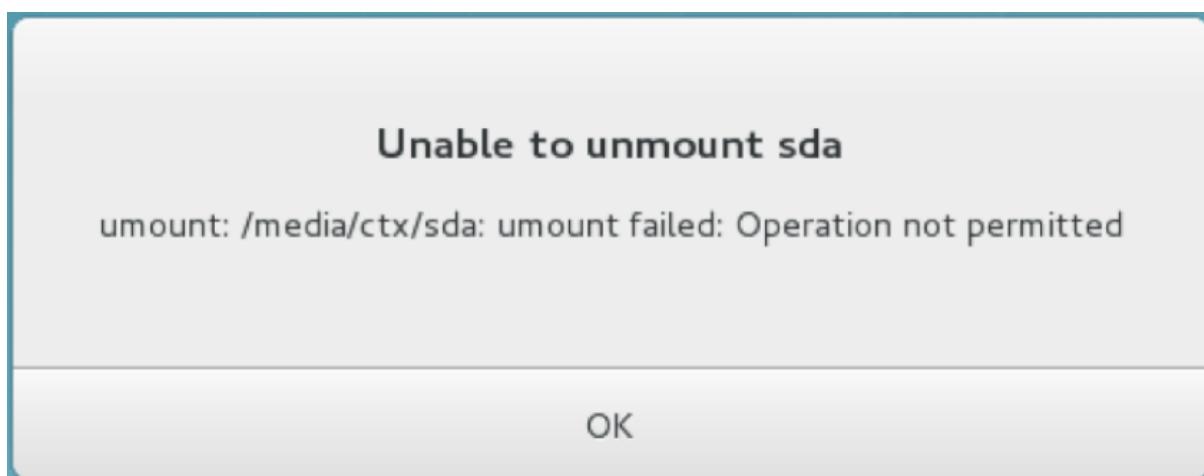 Unable to unmount sda
umount: /media/ctx/sda: umount failed: Operation not permitted
OK